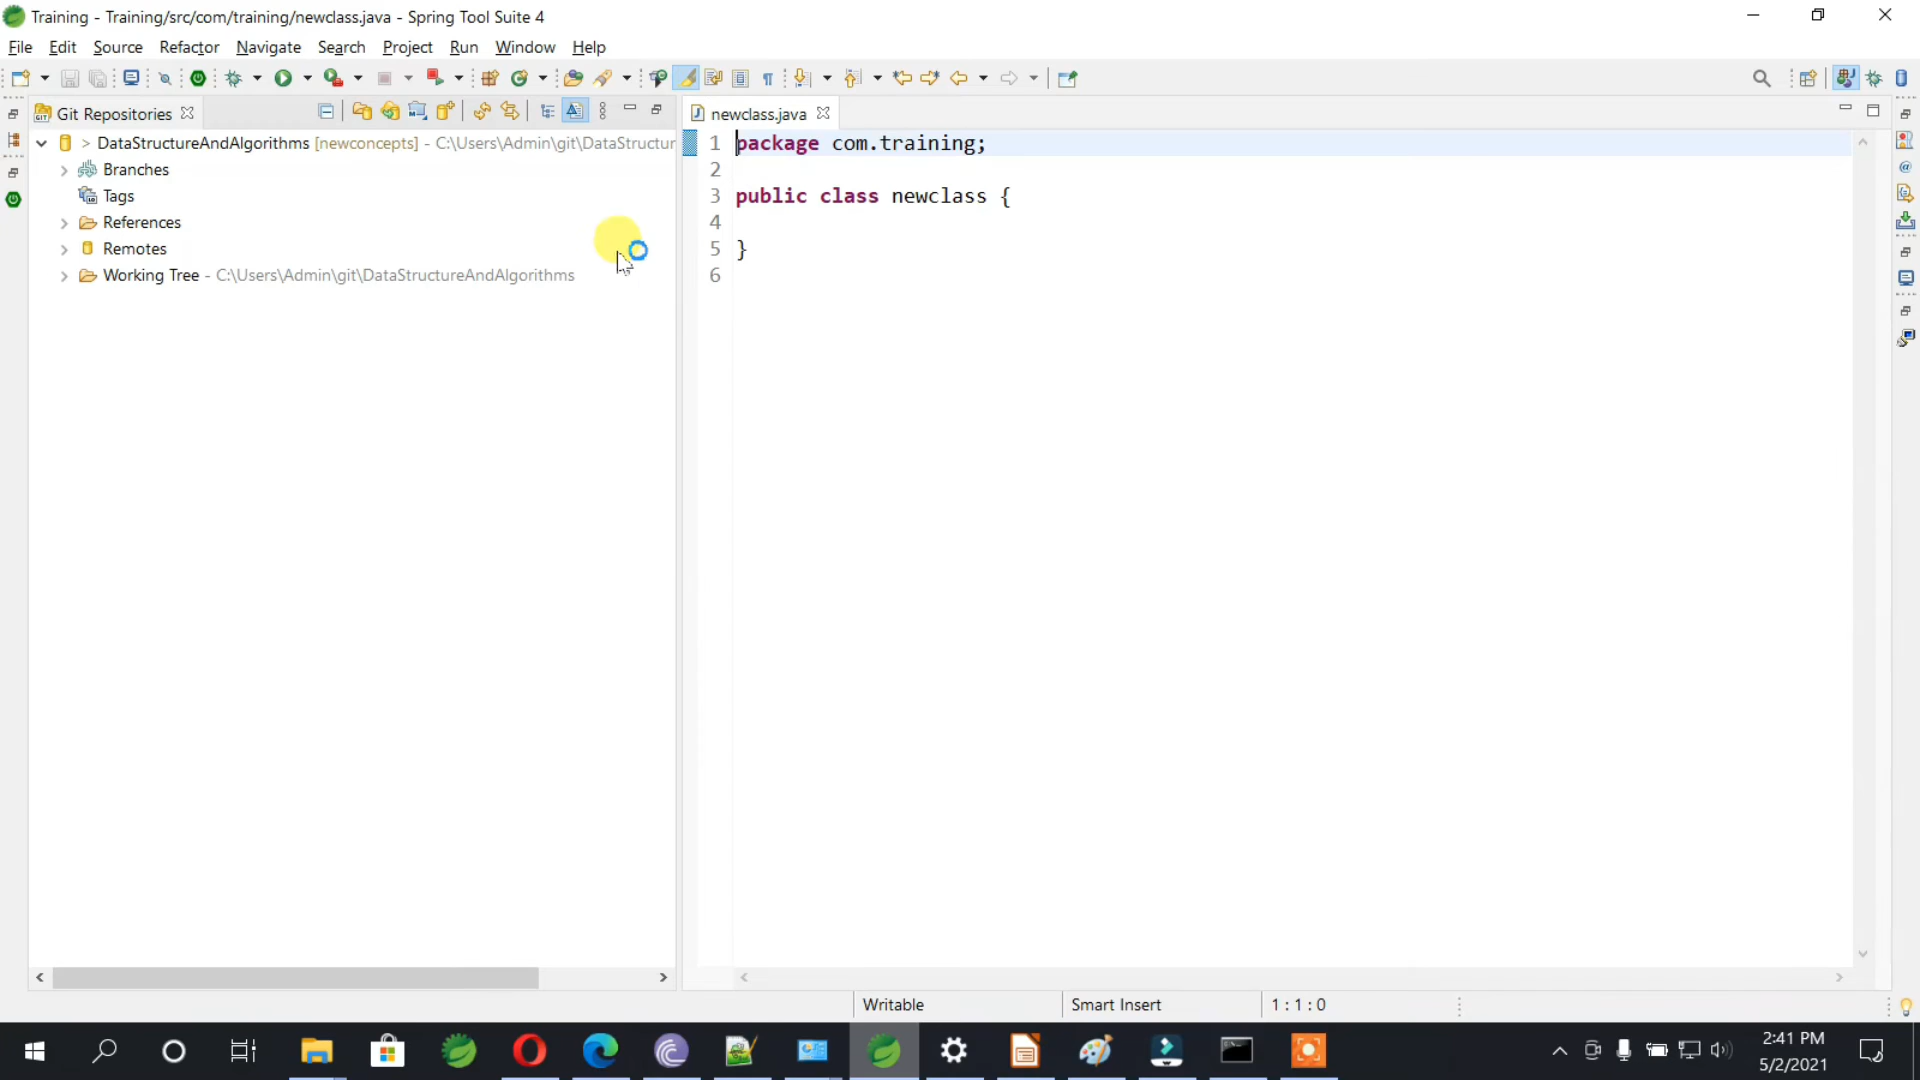 Training - Training/src/com/training/newclass.java - Spring Tool Suite 4
File Edit Source Refactor Navigate Search Project Run Window Help
Git Repositories
> DataStructureAndAlgorithms [newconcepts] - C:\Users\Admin\git\DataStructur
Branches
Tags
References
Remotes
Working Tree - C:\Users\Admin\git\DataStructureAndAlgorithms
newclass.java
1 package com.training;
2
3 public class newclass {
4
5 }
6
Writable Smart Insert 1 : 1 : 0
2:41 PM
5/2/2021